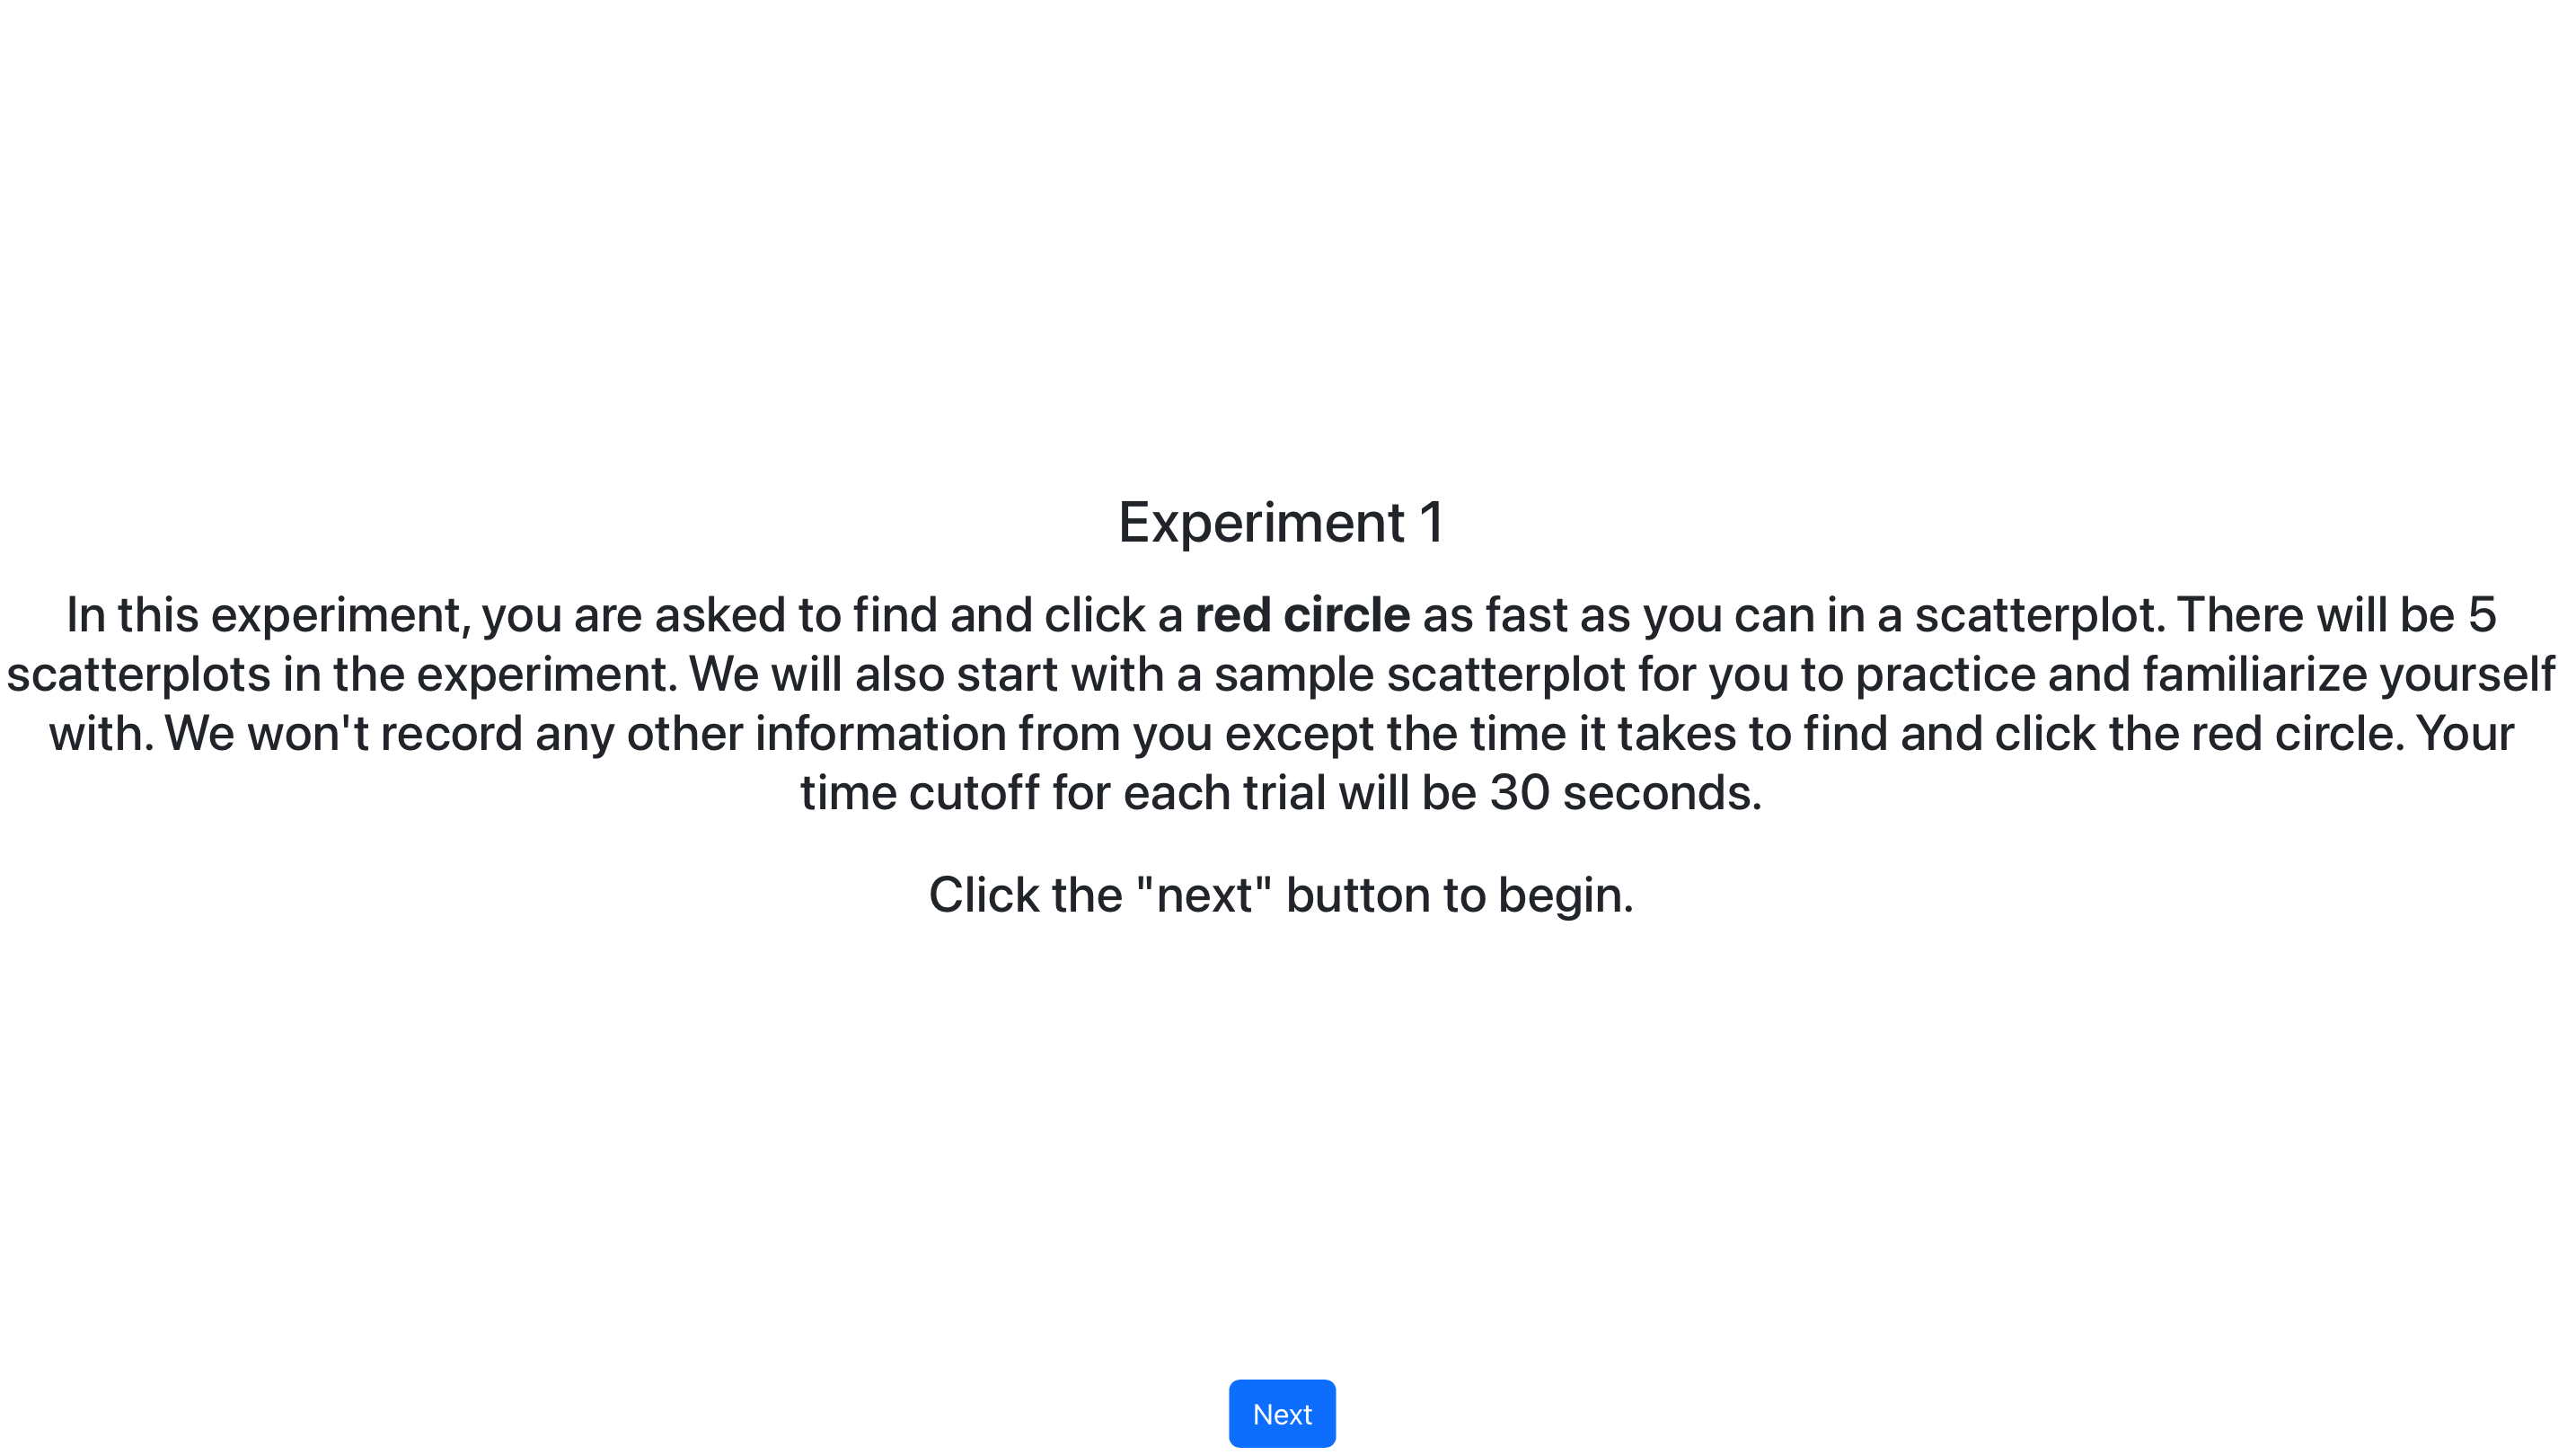 Experiment 1
In this experiment, you are asked to find and click a red circle as fast as you can in a scatterplot. There will be 5
scatterplots in the experiment. We will also start with a sample scatterplot for you to practice and familiarize yourself
with. We won't record any other information from you except the time it takes to find and click the red circle. Your
time cutoff for each trial will be 30 seconds.
Click the "next" button to begin.
Next